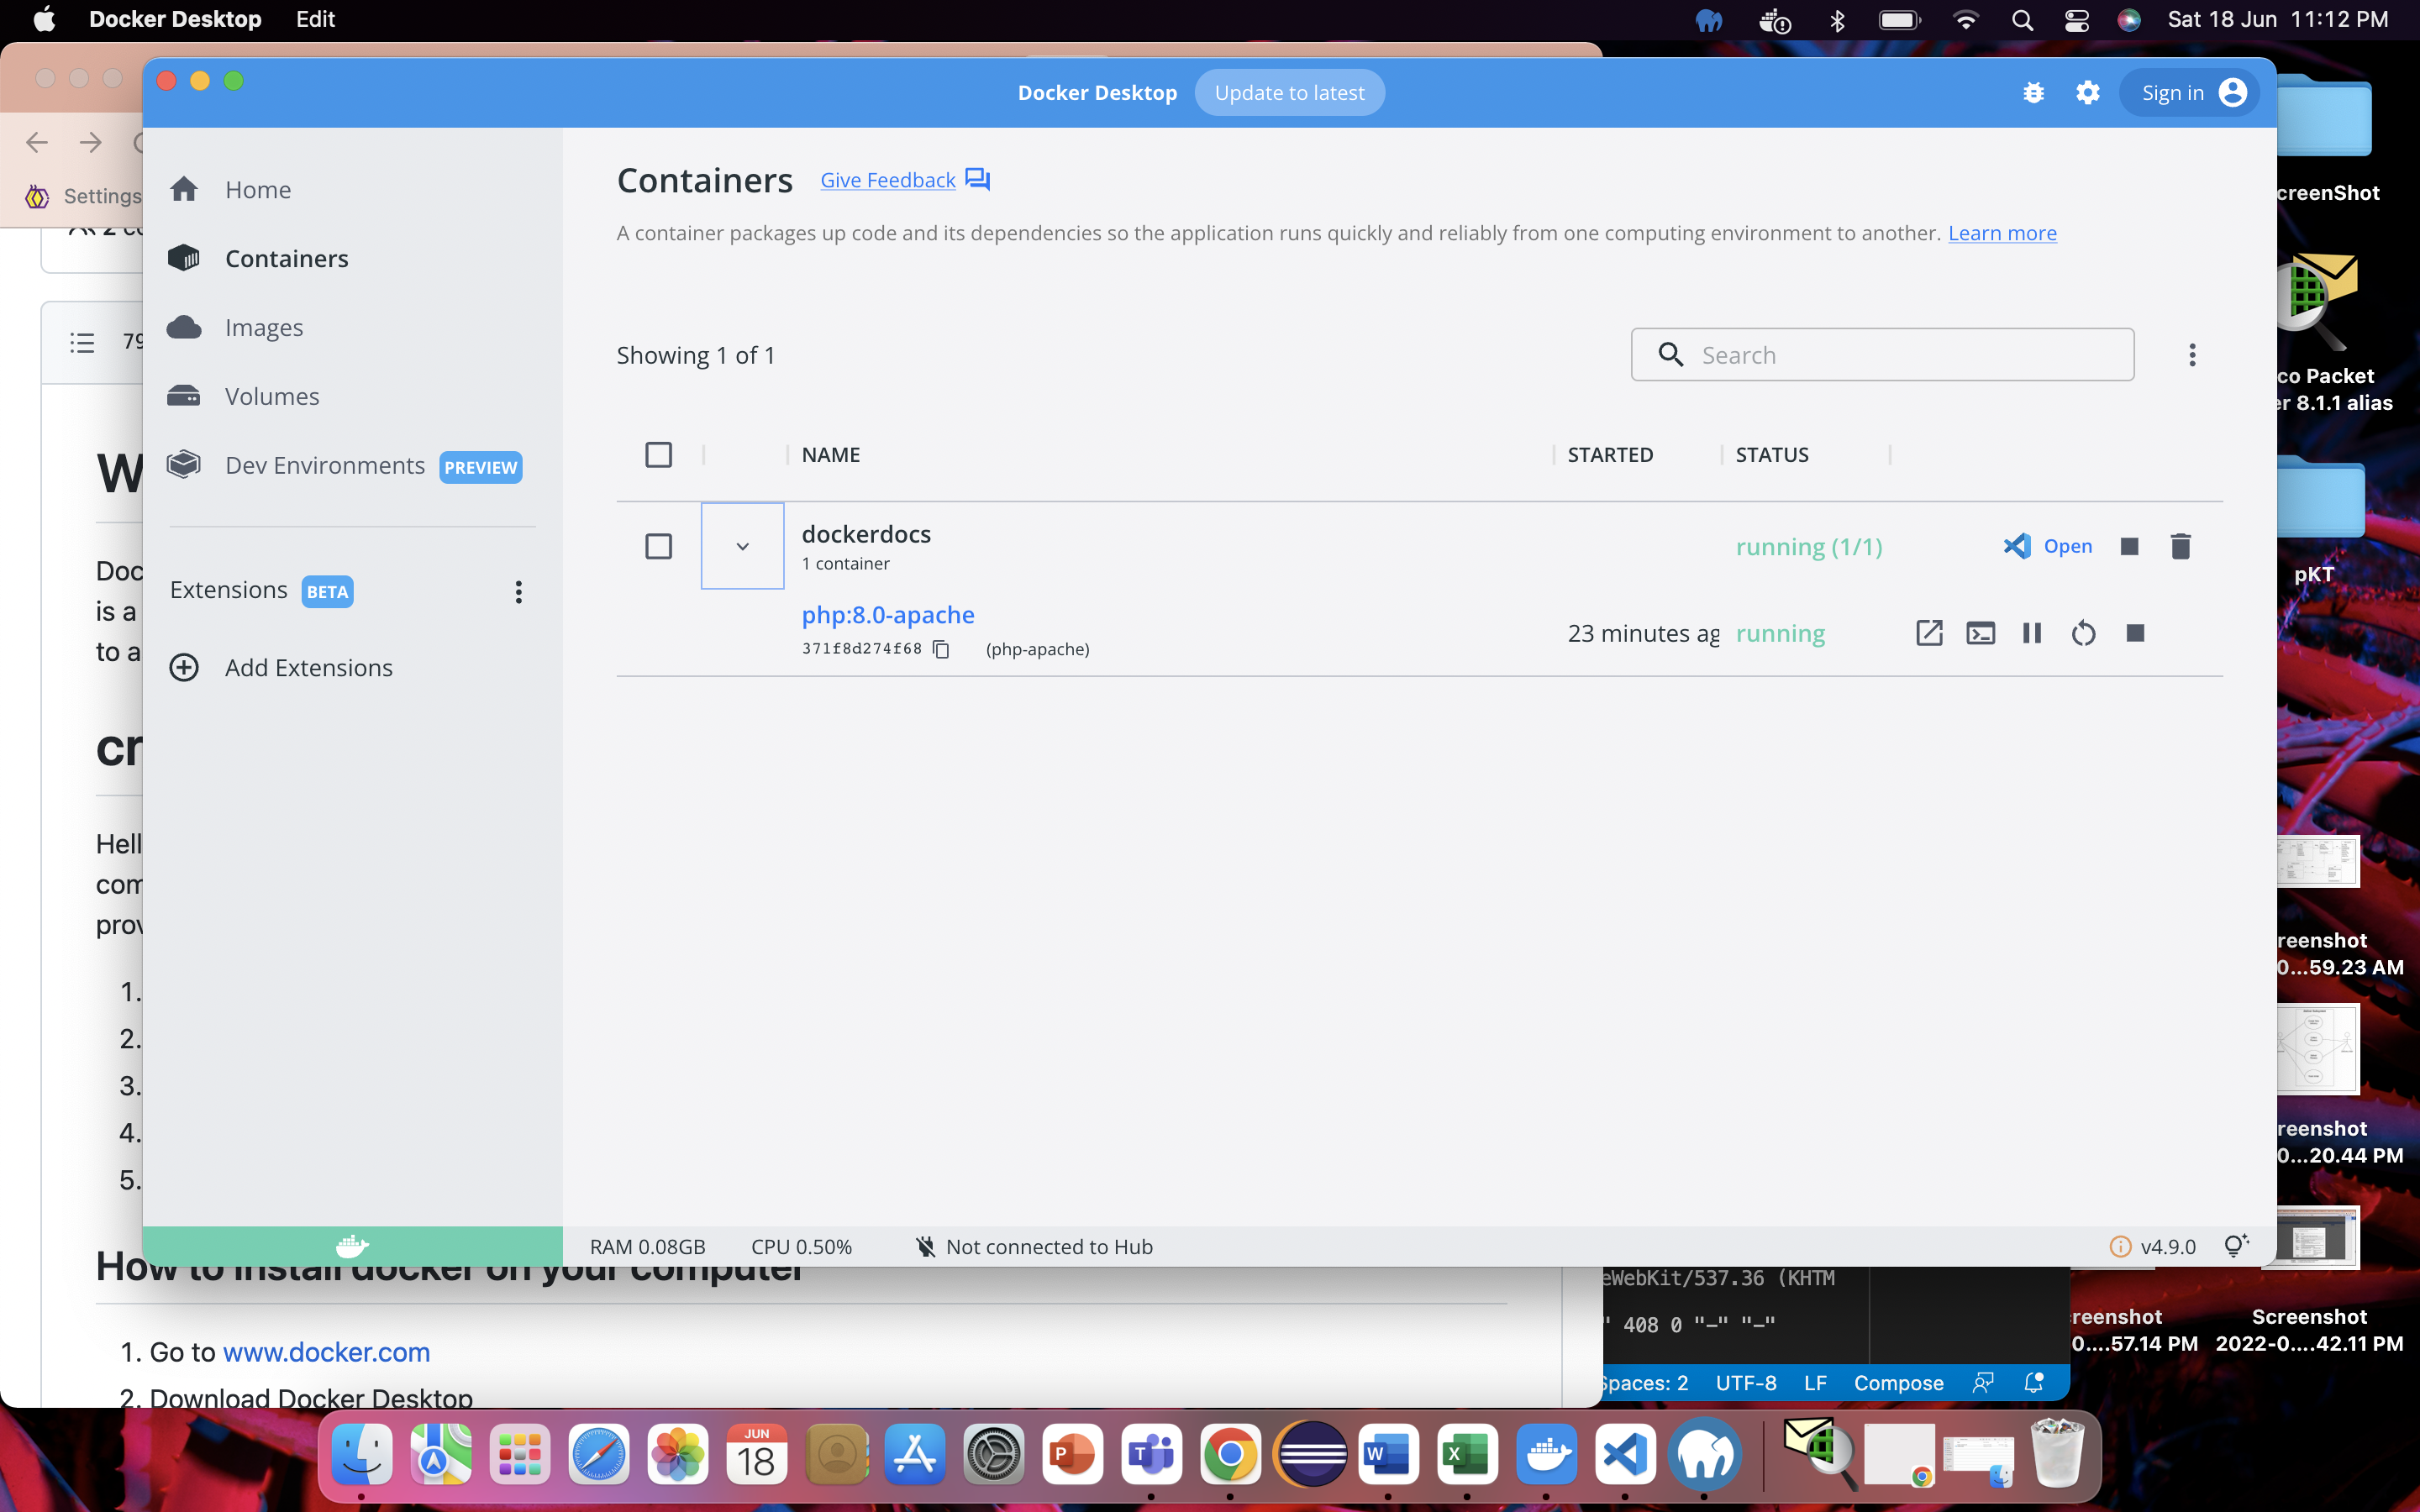 Docker Desktop Edit Sat 18 Jun 11:12 PM
Docker Desktop Update to latest Sign in
Settings
Home
Containers
Images
Volumes
Dev Environments PREVIEW
Extensions BETA
Add Extensions
Containers Give Feedback
A container packages up code and its dependencies so the application runs quickly and reliably from one computing environment to another. Learn more
Showing 1 of 1 Search
NAME STARTED STATUS
dockerdocs
1 container
running (1/1) Open
php:8.0-apache
371f8d274f68 (php-apache)
23 minutes ag running
RAM 0.08GB CPU 0.50% Not connected to Hub v4.9.0
79
W
Doc
is a
to a
cr
Hell
com
prov
1.
2.
3.
4.
5.
How to install docker on your computer
1. Go to www.docker.com
2. Download Docker Desktop
eWebKit/537.36 (KHTM
" 408 0 "-" "-"
Spaces: 2 UTF-8 LF Compose
creenShot
co Packet
er 8.1.1 alias
pKT
reenshot
0...59.23 AM
reenshot
0...20.44 PM
reenshot
0....57.14 PM
Screenshot
2022-0....42.11 PM
JUN
18
P
T
W
X